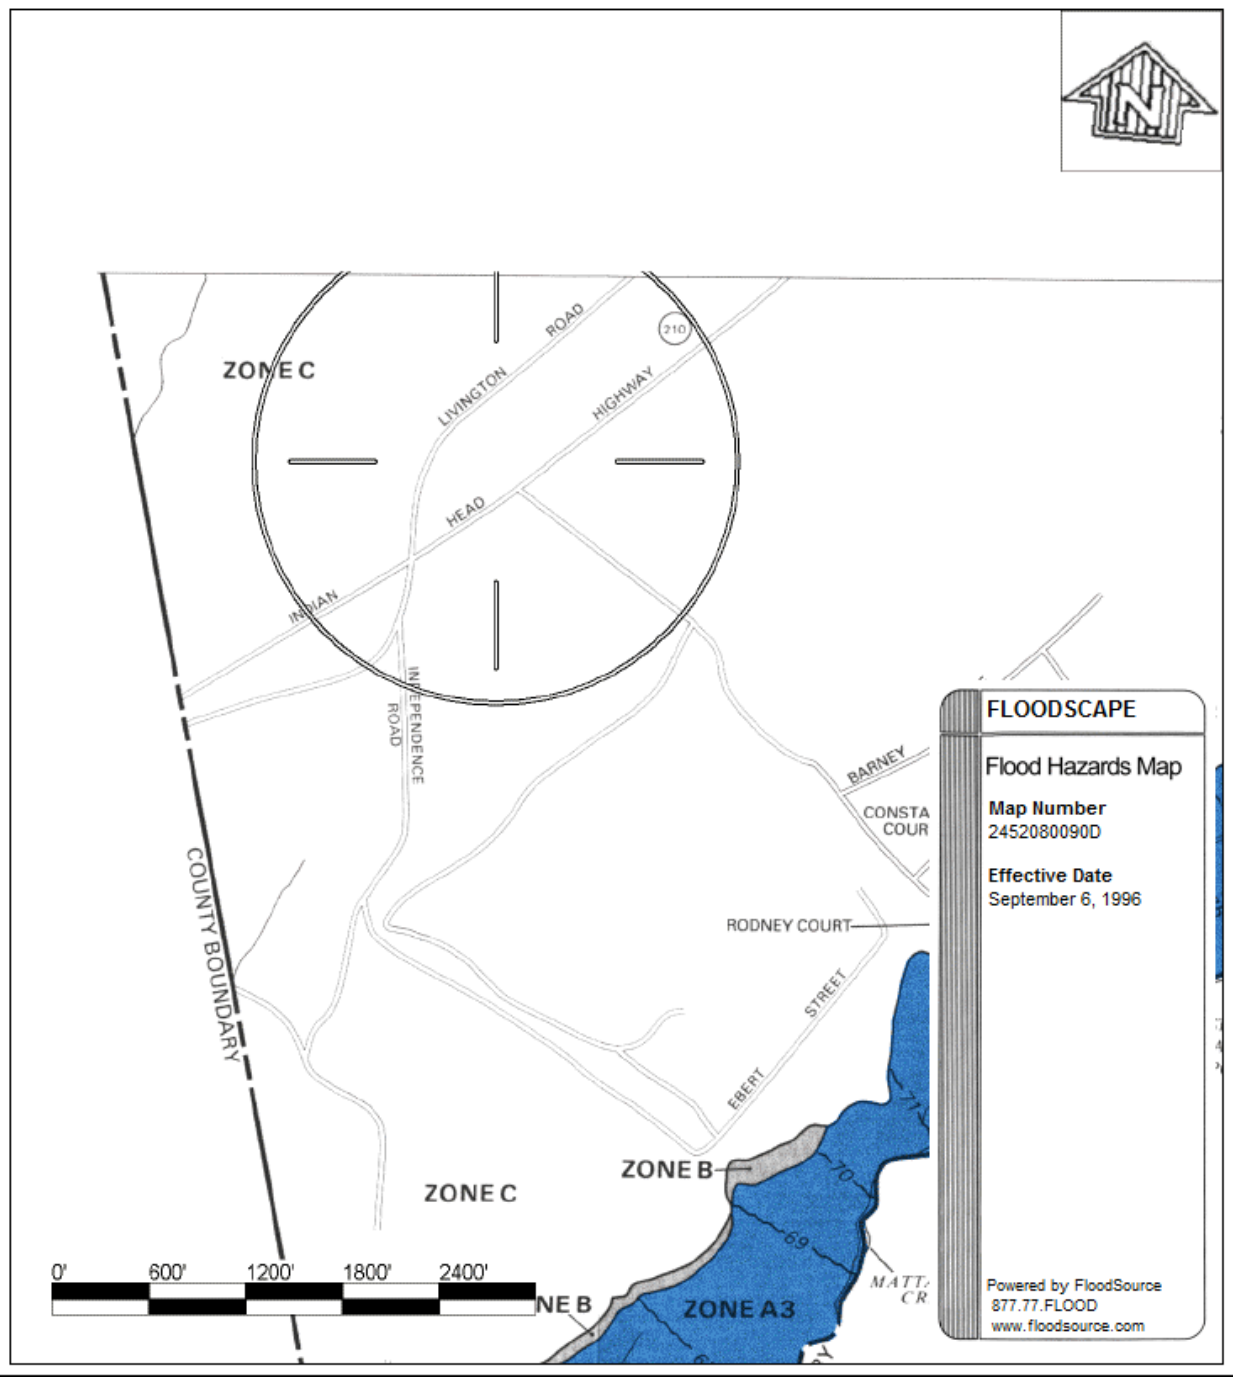 N
ROAD
210
ZONE C
LIVINGTON
HIGHWAY
HEAD
INDIAN
INDEPENDENCE
ROAD
FLOODSCAPE
Flood Hazards Map
Map Number
2452080090D
Effective Date
September 6, 1996
BARNEY
CONSTA
COUR
COUNTY BOUNDARY
RODNEY COURT
STREET
EBERT
71
ZONE B
70
ZONE C
69
0' 600' 1200' 1800' 2400'
MATTA
CR
NE B
ZONE A3
Powered by FloodSource
877.77.FLOOD
www.floodsource.com